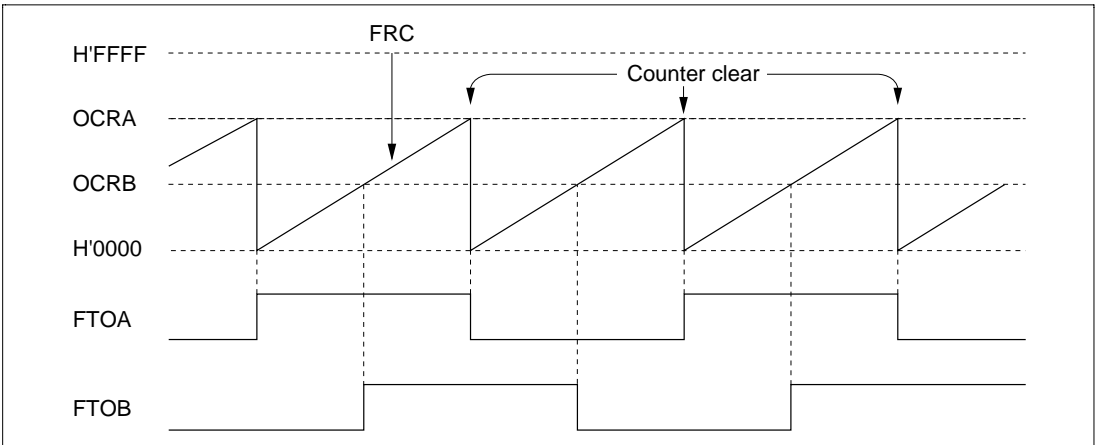 FRC
H'FFFF
Counter clear
OCRA
OCRB
H'0000
FTOA
FTOB